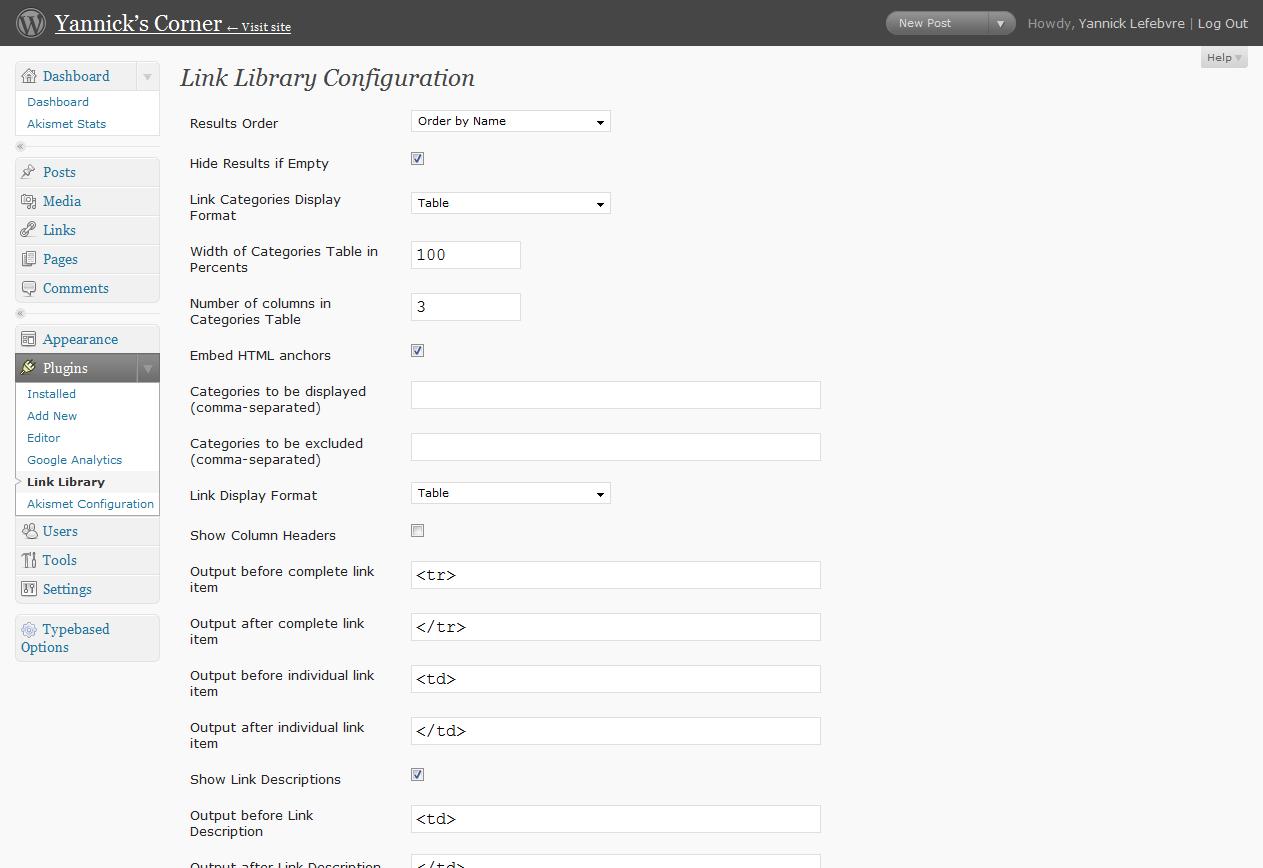 Yannick's Corner ← Visit site
New Post
Howdy, Yannick Lefebvre | Log Out
Help
Dashboard
Dashboard
Akismet Stats
Posts
Media
Links
Pages
Comments
Appearance
Plugins
Installed
Add New
Editor
Google Analytics
Link Library
Akismet Configuration
Users
Tools
Settings
Typebased
Options
Link Library Configuration
Results Order
Order by Name
Hide Results if Empty
Link Categories Display
Format
Table
Width of Categories Table in
Percents
100
Number of columns in
Categories Table
3
Embed HTML anchors
Categories to be displayed
(comma-separated)
Categories to be excluded
(comma-separated)
Link Display Format
Table
Show Column Headers
Output before complete link
item
<tr>
Output after complete link
item
</tr>
Output before individual link
item
<td>
Output after individual link
item
</td>
Show Link Descriptions
Output before Link
Description
<td>
Output after Link Description
</td>